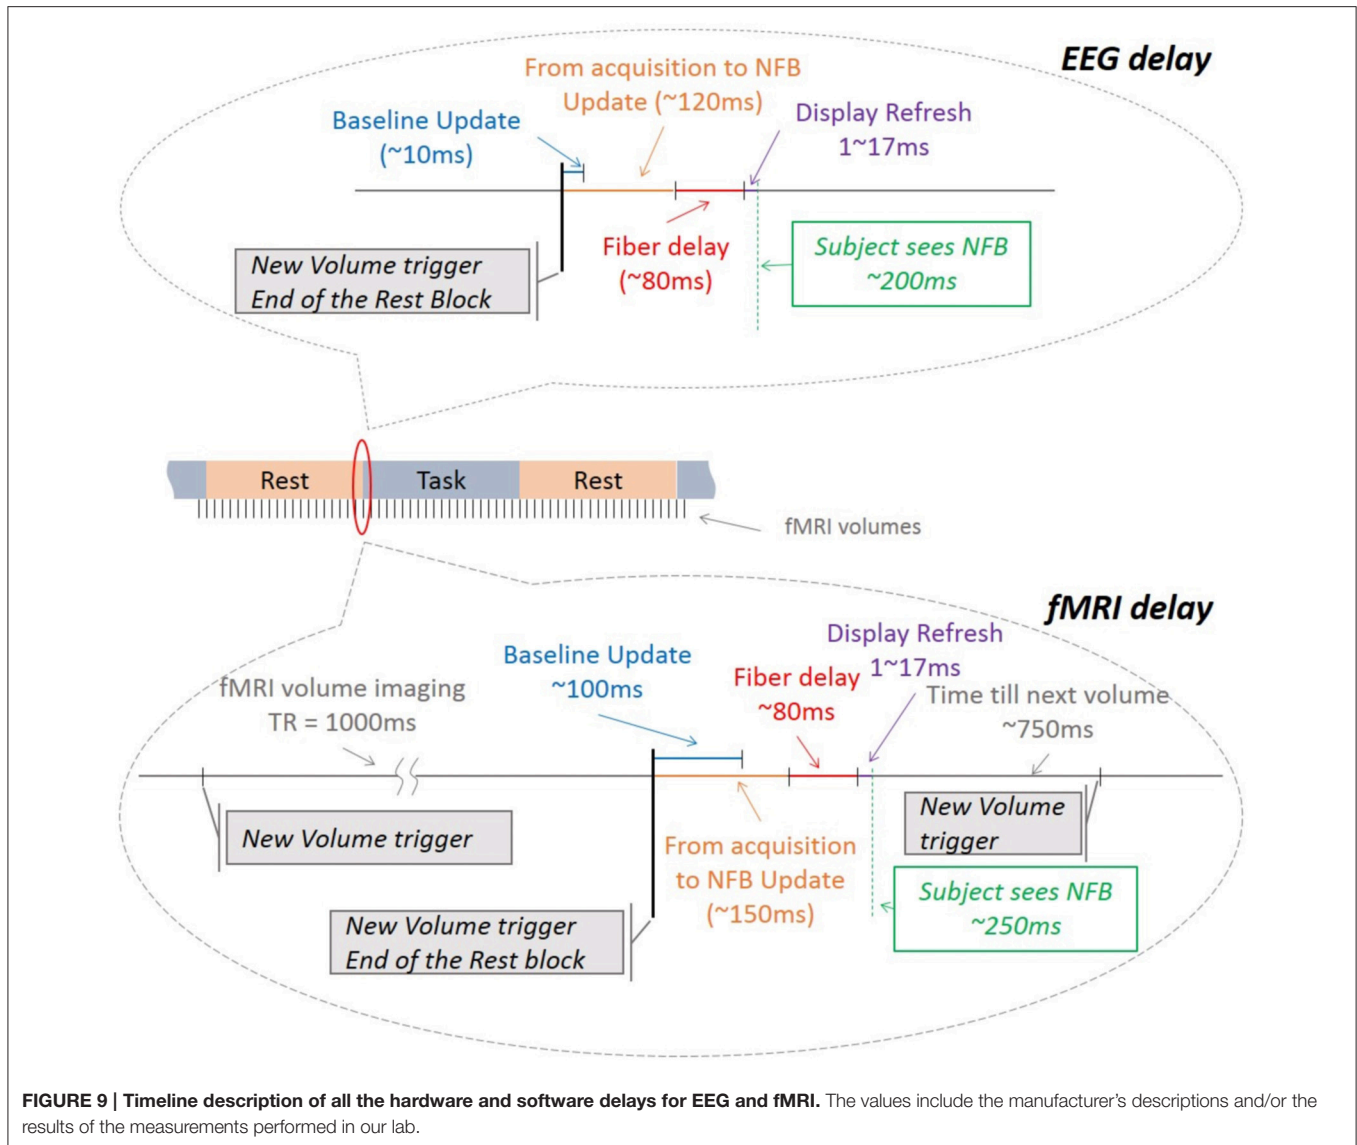 EEG delay
From acquisition to NFB
Update (~120ms)
Baseline Update
(~10ms)
Display Refresh
1~17ms
Fiber delay
(~80ms)
Subject sees NFB
~200ms
New Volume trigger
End of the Rest Block
Rest
Task
Rest
fMRI volumes
fMRI delay
Display Refresh
1~17ms
Baseline Update
~100ms
Fiber delay
~80ms
fMRI volume imaging
TR = 1000ms
Time till next volume
~750ms
New Volume trigger
New Volume
trigger
From acquisition
to NFB Update
(~150ms)
Subject sees NFB
~250ms
New Volume trigger
End of the Rest block
FIGURE 9 | Timeline description of all the hardware and software delays for EEG and fMRI. The values include the manufacturer's descriptions and/or the
results of the measurements performed in our lab.